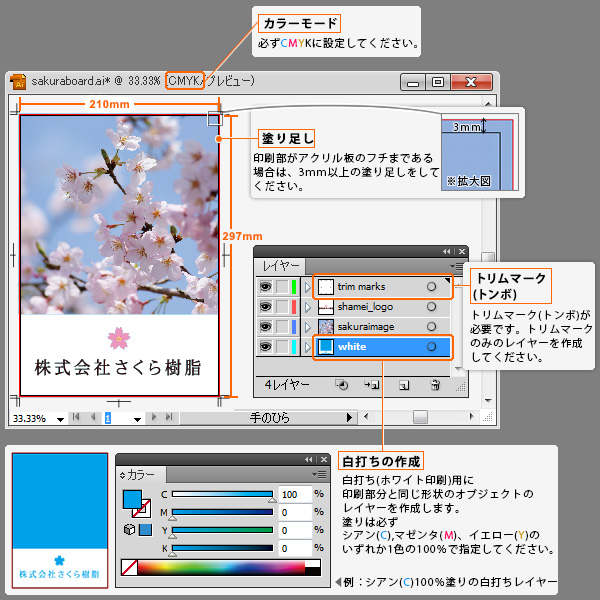 カラーモード
必ずCMYKに設定してください。
sakuraboard.ai* @ 33.33% (CMYK/プレビュー)
210mm
塗り足し
印刷部がアクリル板のフチまである
場合は、3mm以上の塗り足しをして
ください。
3mm
※拡大図
297mm
レイヤー
trim marks
shamei_logo
sakuraimage
white
4レイヤー
トリムマーク
(トンボ)
トリムマーク(トンボ)が
必要です。トリムマーク
のみのレイヤーを作成
してください。
株式会社さくら樹脂
33.33%
1
手のひら
株式会社さくら樹脂
カラー
C 100 %
M 0 %
Y 0 %
K 0 %
白打ちの作成
白打ち(ホワイト印刷)用に
印刷部分と同じ形状のオブジェクトの
レイヤーを作成します。
塗りは必ず
シアン(C),マゼンタ(M)、イエロー(Y)の
いずれか1色の100%で指定してください。
◀例：シアン(C)100%塗りの白打ちレイヤー